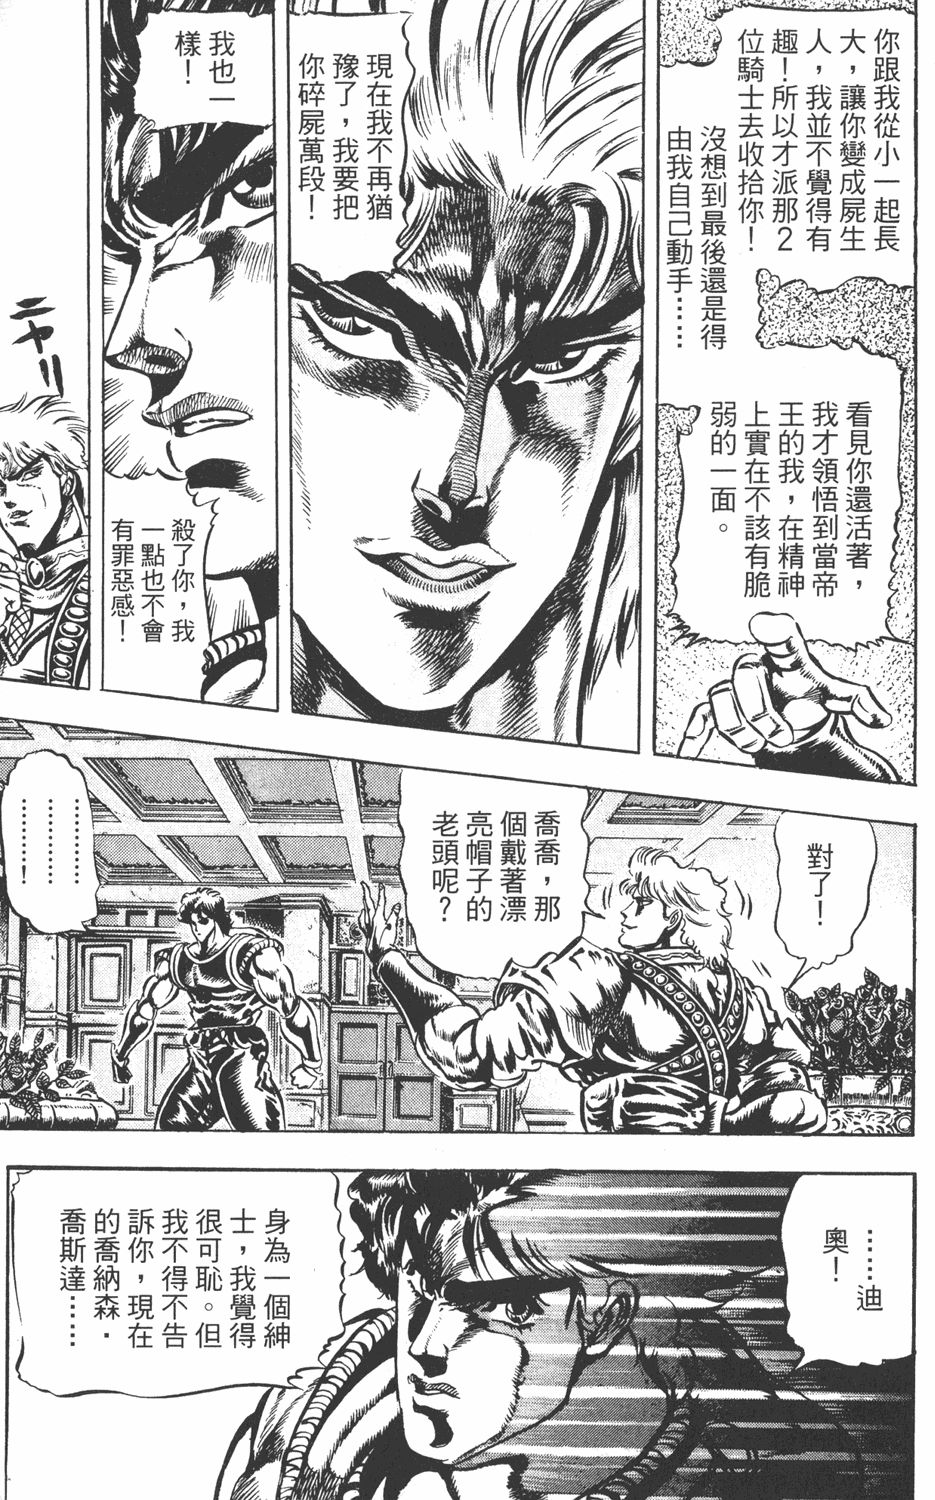 你跟我從小一起長
大，讓你變成屍生
人，我並不覺得有
趣！所以才派那2
位騎士去收拾你！
沒想到最後還是得
由我自己動手……
看見你還活著，
我才領悟到當帝
王的我，在精神
上實在不該有脆
弱的一面。
現在我不再猶
豫了，我要把
你碎屍萬段！
我也一
樣！
殺了你，我
一點也不會
有罪惡感！
ニヤリ
對了！
喬喬，那
個戴著漂
亮帽子的
老頭呢？
…………
…………！
……迪
奧！
身為一個紳
士，我覺得
很可恥。但
我不得不告
訴你，現在
的喬納森．
喬斯達……